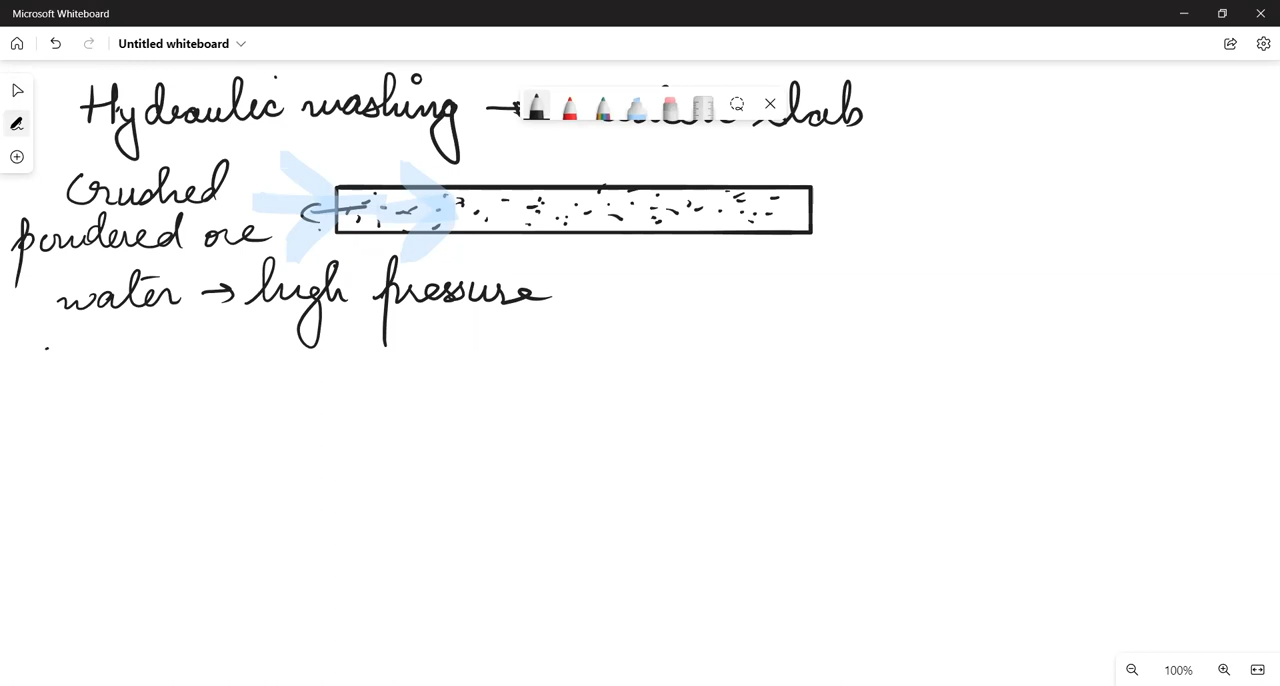 Microsoft Whiteboard
Untitled whiteboard
Hydraulic washing → slab
Crushed
powdered ore
water → high pressure
100%